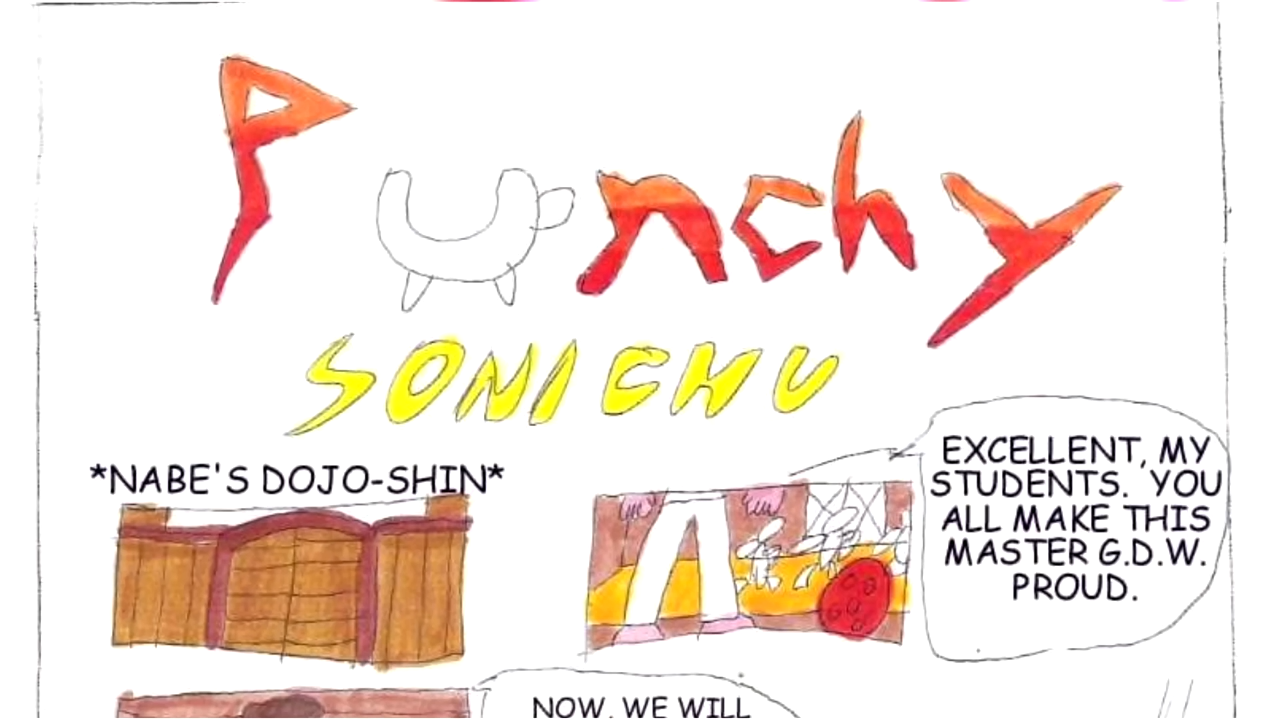 Punchy
SONICHU
*NABE'S DOJO-SHIN*
EXCELLENT, MY
STUDENTS. YOU
ALL MAKE THIS
MASTER G.D.W.
PROUD.
NOW, WE WILL